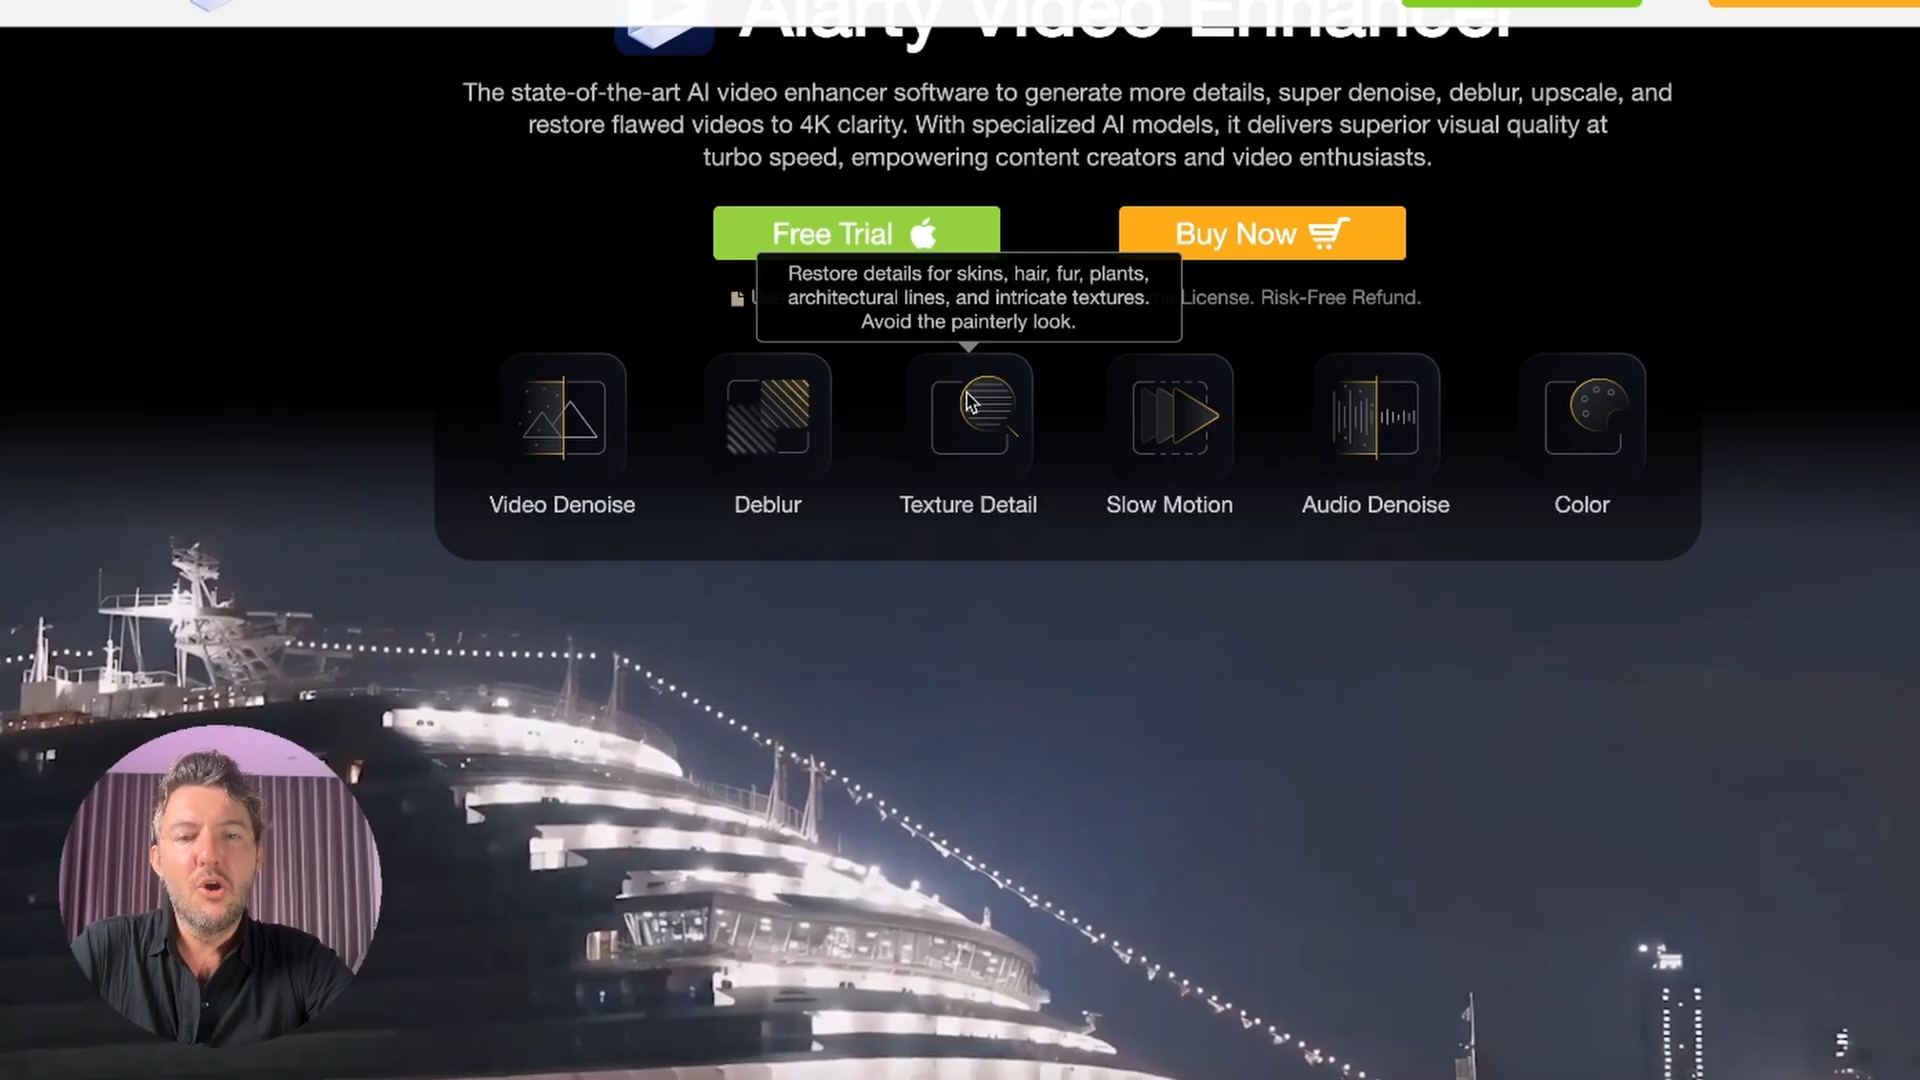 Aiarty Video Enhancer
The state-of-the-art AI video enhancer software to generate more details, super denoise, deblur, upscale, and
restore flawed videos to 4K clarity. With specialized AI models, it delivers superior visual quality at
turbo speed, empowering content creators and video enthusiasts.
Free Trial
Buy Now
Restore details for skins, hair, fur, plants,
architectural lines, and intricate textures.
Avoid the painterly look.
License. Risk-Free Refund.
Video Denoise
Deblur
Texture Detail
Slow Motion
Audio Denoise
Color